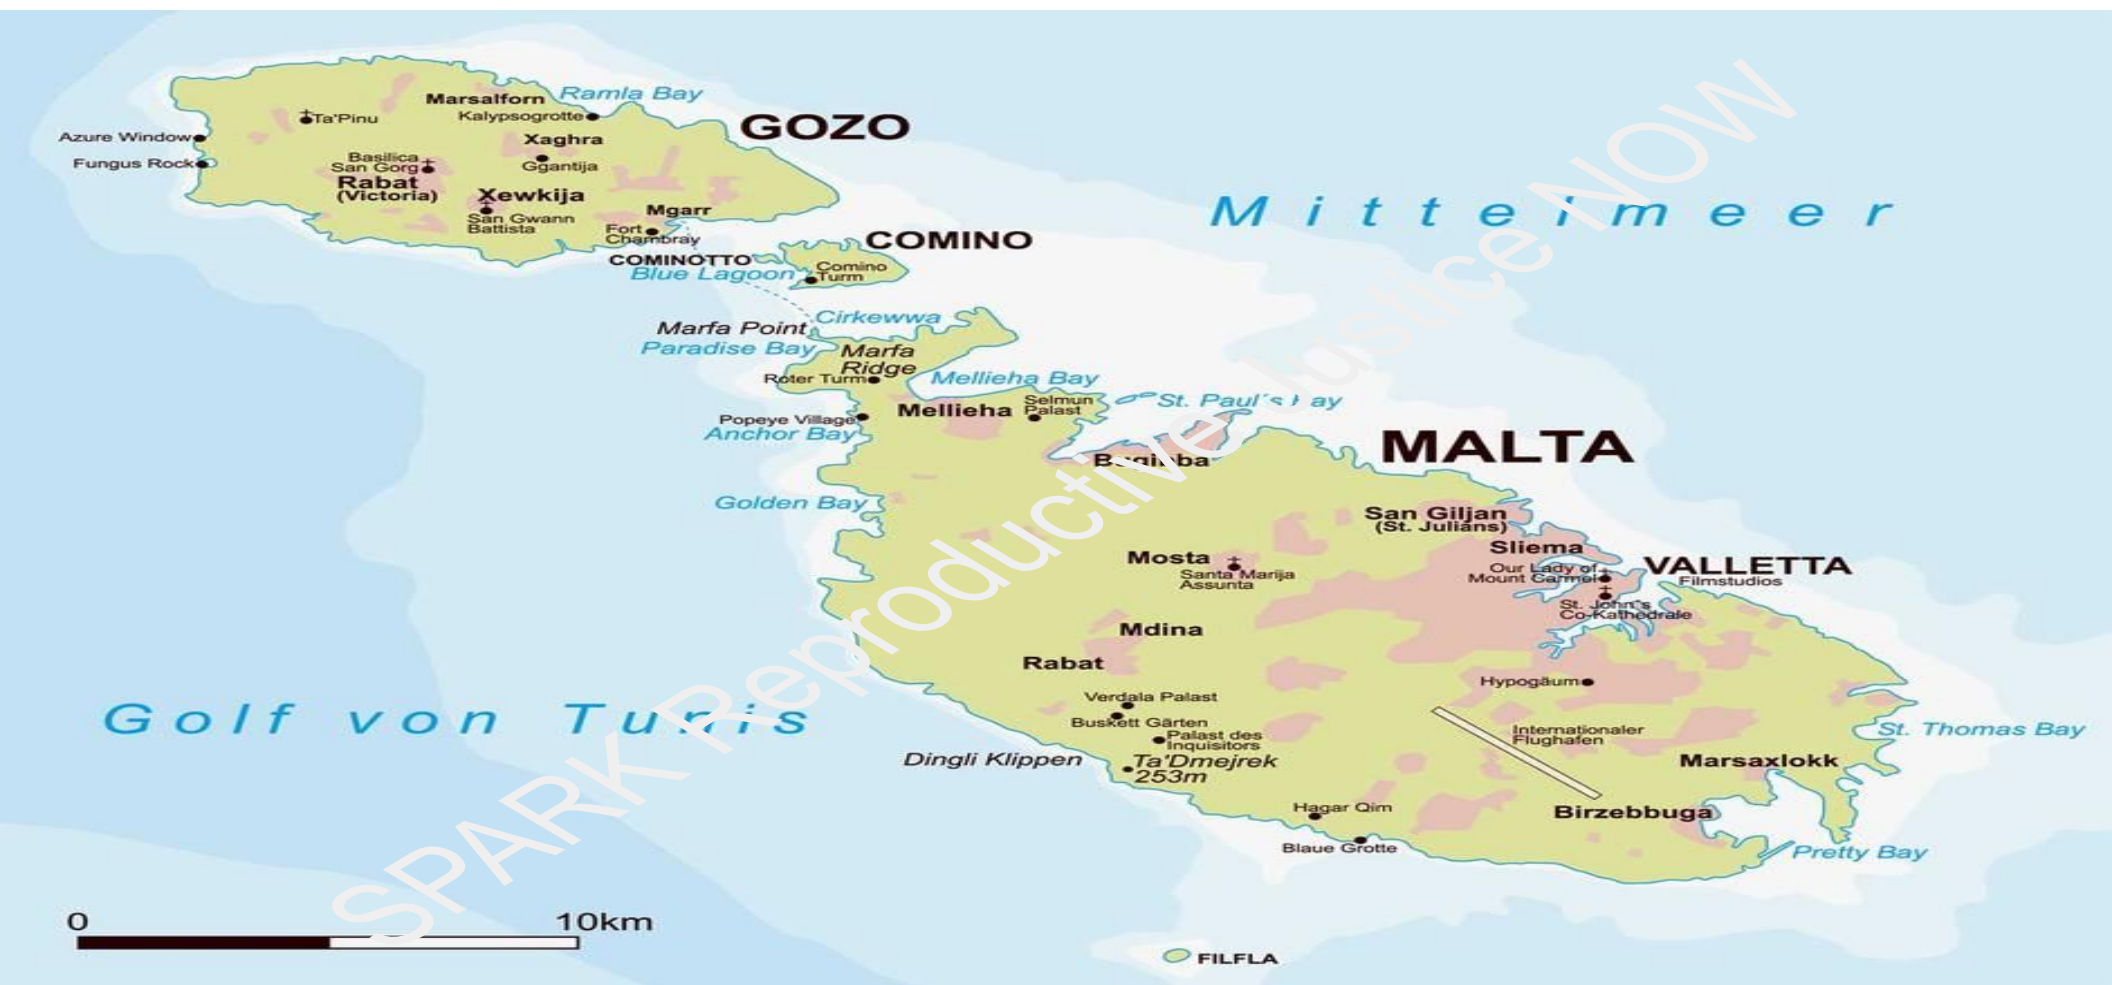 Marsalforn
Ramla Bay
Ta'Pinu
Kalypsogrotte
GOZO
Azure Window
Xaghra
Fungus Rock
Basilica
San Gorg
Ggantija
Rabat
(Victoria)
Xewkija
San Gwann
Battista
Mgarr
Fort
Chambray
Mittelmeer
COMINO
COMINOTTO
Blue Lagoon
Comino
Turm
Cirkewwa
Marfa Point
Paradise Bay
Marfa
Ridge
Roter Turm
Mellieha Bay
Mellieha
Selmun
Palast
St. Paul´s
Popeye Village
Anchor Bay
MALTA
Golden Bay
San Giljan
(St. Julians)
Sliema
Mosta
Santa Marija
Assunta
Our Lady of
Mount Carmel
VALLETTA
Filmstudios
St. John´s
Co-Kathedrale
Mdina
Rabat
Hypogäum
Verdala Palast
Buskett Gärten
Palast des
Inquisitors
Golf von Tunis
Dingli Klippen
Ta'Dmejrek
253m
Internationaler
Flughafen
St. Thomas Bay
Marsaxlokk
Hagar Qim
Birzebbuga
Blaue Grotte
Pretty Bay
0 10km
FILFLA
SPARK Reproductive Justice NOW